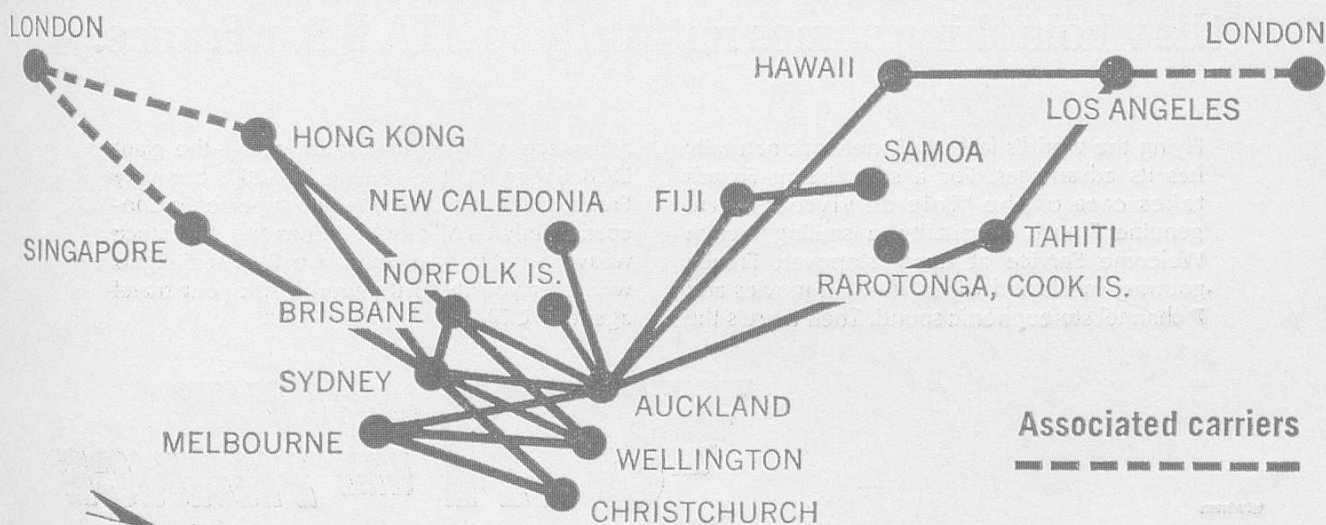 LONDON
LONDON
HAWAII
LOS ANGELES
HONG KONG
SAMOA
NEW CALEDONIA
FIJI
SINGAPORE
TAHITI
NORFOLK IS.
RAROTONGA, COOK IS.
BRISBANE
SYDNEY
AUCKLAND
Associated carriers
MELBOURNE
WELLINGTON
CHRISTCHURCH